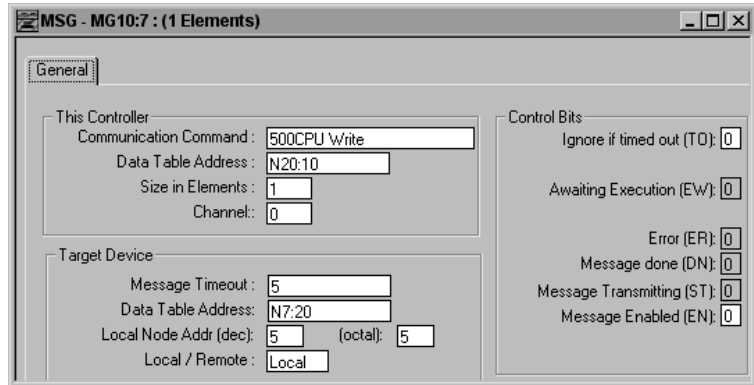 MSG - MG10:7 : (1 Elements)
General
This Controller
Communication Command : 500CPU Write
Data Table Address : N20:10
Size in Elements : 1
Channel:: 0
Target Device
Message Timeout : 5
Data Table Address: N7:20
Local Node Addr (dec): 5 (octal): 5
Local / Remote : Local
Control Bits
Ignore if timed out (TO): 0
Awaiting Execution (EW): 0
Error (ER): 0
Message done (DN): 0
Message Transmitting (ST): 0
Message Enabled (EN): 0